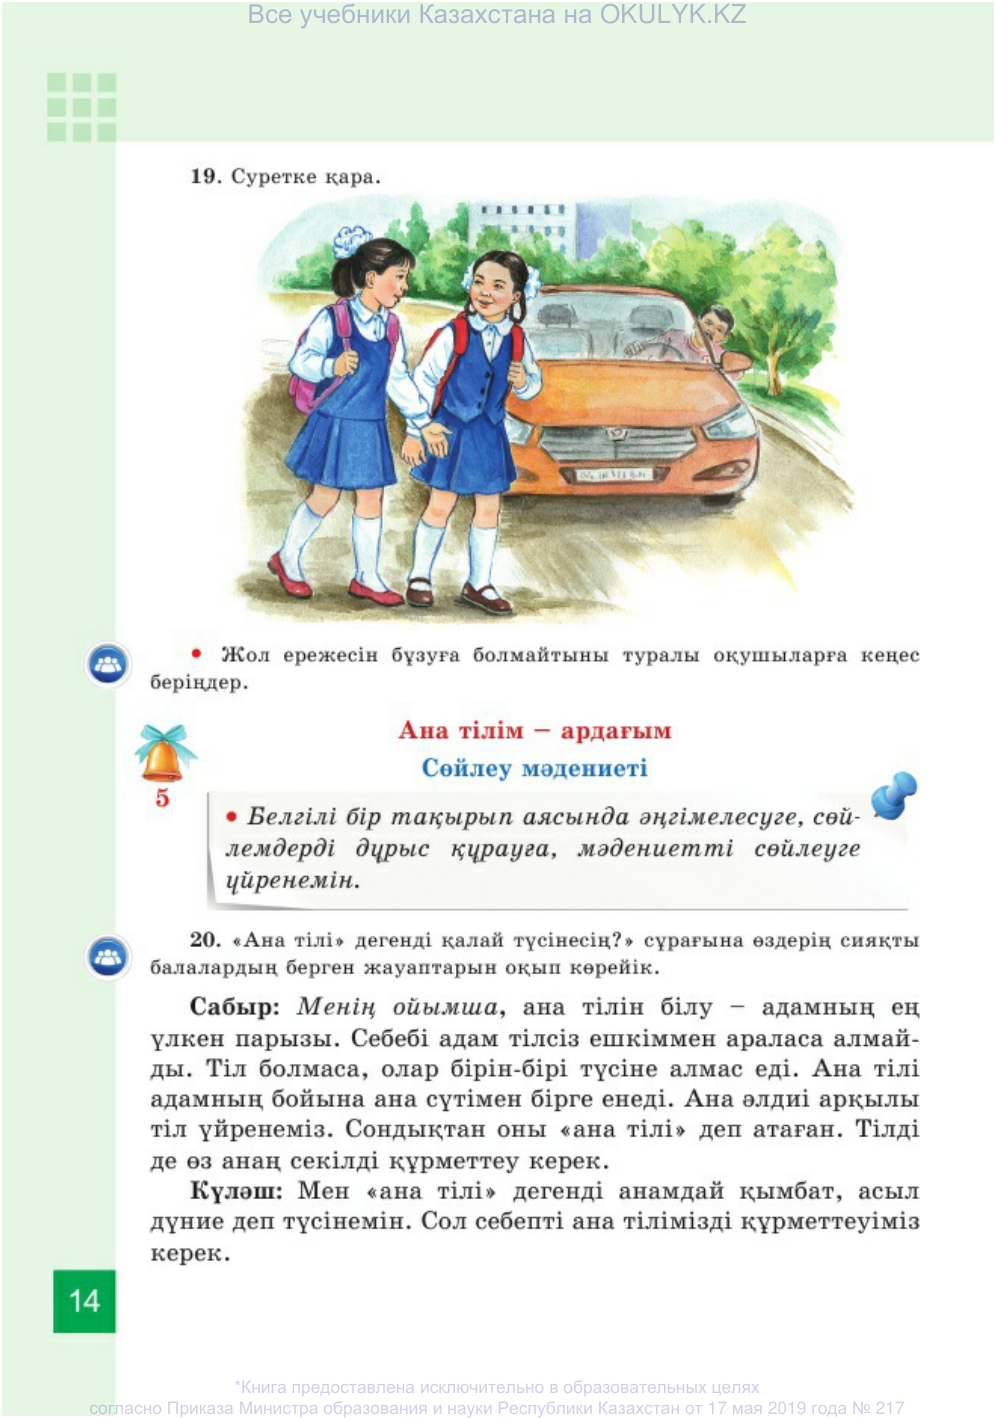 Все учебники Казахстана на OKULYK.KZ
19. Суретке қара.
• Жол ережесін бұзуға болмайтыны туралы оқушыларға кеңес
беріңдер.
Ана тілім – ардағым
Сөйлеу мәдениеті
5
• Белгілі бір тақырып аясында әңгімелесуге, сөй-
лемдерді дұрыс құрауға, мәдениетті сөйлеуге
үйренемін.
20. «Ана тілі» дегенді қалай түсінесің?» сұрағына өздерің сияқты
балалардың берген жауаптарын оқып көрейік.
Сабыр: Менің ойымша, ана тілін білу – адамның ең
үлкен парызы. Себебі адам тілсіз ешкіммен араласа алмай-
ды. Тіл болмаса, олар бірін-бірі түсіне алмас еді. Ана тілі
адамның бойына ана сүтімен бірге енеді. Ана әлдиі арқылы
тіл үйренеміз. Сондықтан оны «ана тілі» деп атаған. Тілді
де өз анаң секілді құрметтеу керек.
Күләш: Мен «ана тілі» дегенді анамдай қымбат, асыл
дүние деп түсінемін. Сол себепті ана тілімізді құрметтеуіміз
керек.
14
*Книга предоставлена исключительно в образовательных целях
согласно Приказа Министра образования и науки Республики Казахстан от 17 мая 2019 года № 217